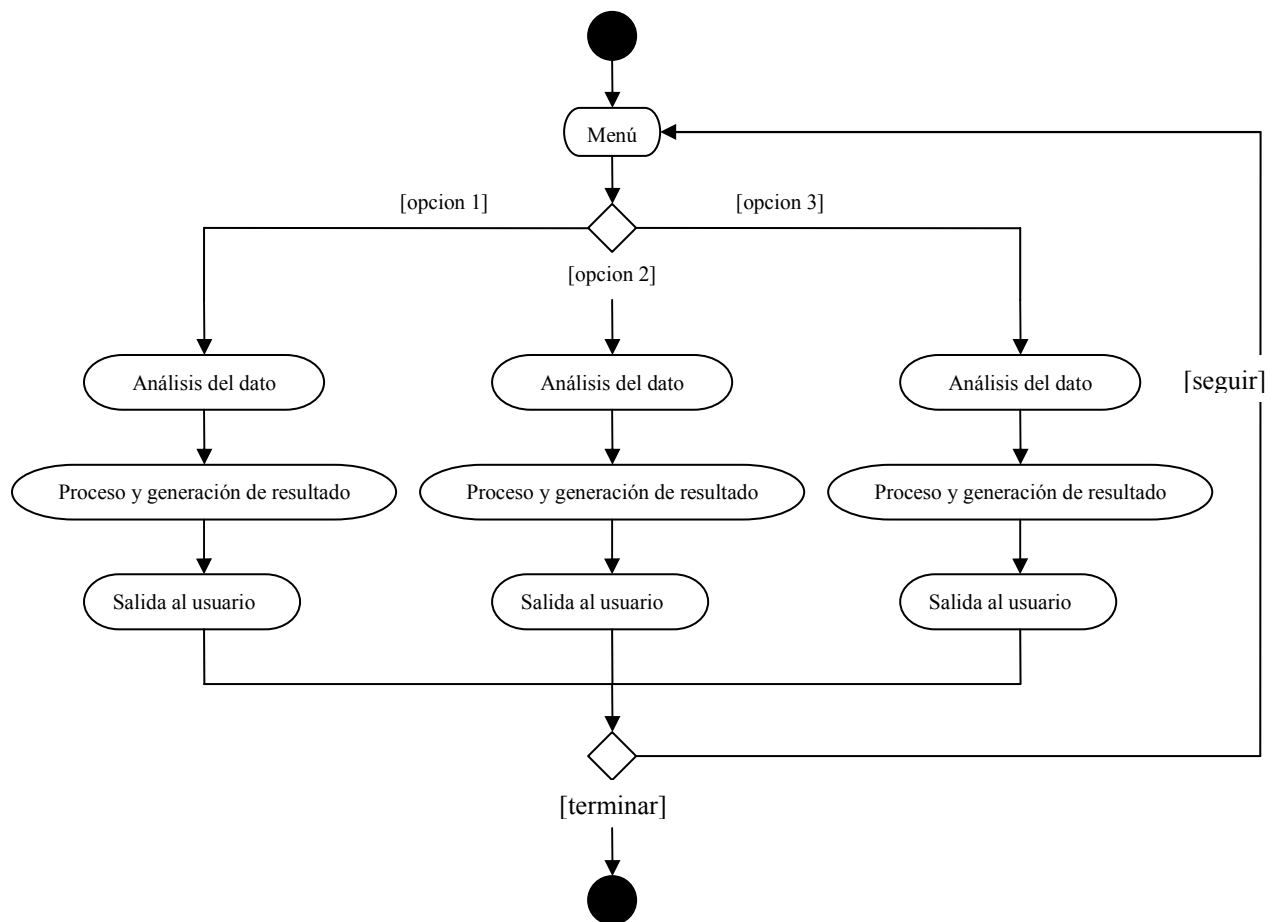 Menú
[opcion 1]
[opcion 3]
[opcion 2]
Análisis del dato
Análisis del dato
Análisis del dato
[seguir]
Proceso y generación de resultado
Proceso y generación de resultado
Proceso y generación de resultado
Salida al usuario
Salida al usuario
Salida al usuario
[terminar]